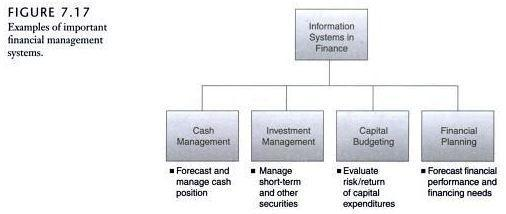 FIGURE 7.17
Examples of important
financial management
systems.
Information
Systems in
Finance
Cash
Management
Investment
Management
Capital
Budgeting
Financial
Planning
▪ Forecast and
manage cash
position
▪ Manage
short-term
and other
securities
▪ Evaluate
risk/return
of capital
expenditures
▪ Forecast financial
performance and
financing needs